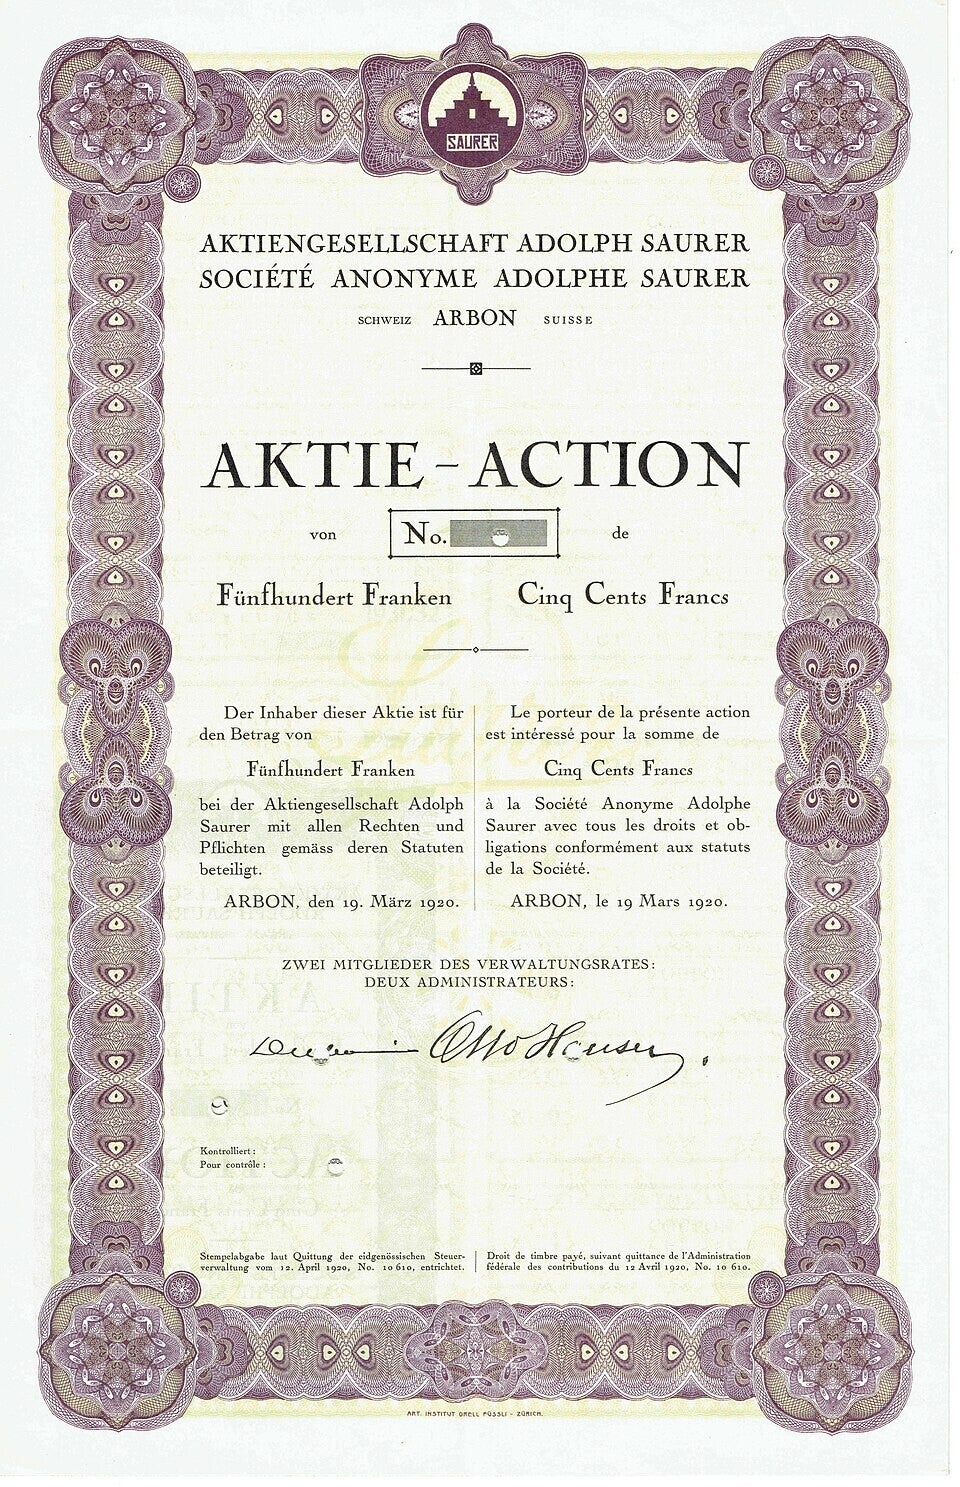 SAURER
AKTIENGESELLSCHAFT ADOLPH SAURER
SOCIÉTÉ ANONYME ADOLPHE SAURER
SCHWEIZ ARBON SUISSE
AKTIE – ACTION
von No. de
Fünfhundert Franken Cinq Cents Francs
Der Inhaber dieser Aktie ist für
den Betrag von
Fünfhundert Franken
bei der Aktiengesellschaft Adolph
Saurer mit allen Rechten und
Pflichten gemäss deren Statuten
beteiligt.
ARBON, den 19. März 1920.
Le porteur de la présente action
est intéressé pour la somme de
Cinq Cents Francs
à la Société Anonyme Adolphe
Saurer avec tous les droits et ob-
ligations conformément aux statuts
de la Société.
ARBON, le 19 Mars 1920.
ZWEI MITGLIEDER DES VERWALTUNGSRATES:
DEUX ADMINISTRATEURS:
Otto Hauser.
Kontrolliert:
Pour contrôle:
Stempelabgabe laut Quittung der eidgenössischen Steuer-
verwaltung vom 12. April 1920, No. 10 610, entrichtet.
Droit de timbre payé, suivant quittance de l'Administration
fédérale des contributions du 12 Avril 1920, No. 10 610.
ART. INSTITUT ORELL FÜSSLI - ZÜRICH.